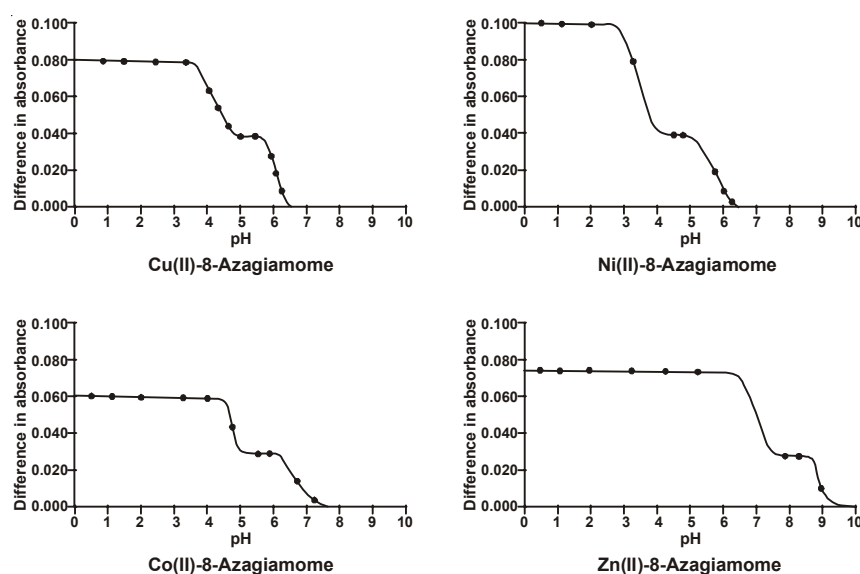 Difference in absorbance
0.100
0.080
0.060
0.040
0.020
0.000
0 1 2 3 4 5 6 7 8 9 10
pH
Cu(II)-8-Azagiamome
Difference in absorbance
0.100
0.080
0.060
0.040
0.020
0.000
0 1 2 3 4 5 6 7 8 9 10
pH
Ni(II)-8-Azagiamome
Difference in absorbance
0.100
0.080
0.060
0.040
0.020
0.000
0 1 2 3 4 5 6 7 8 9 10
pH
Co(II)-8-Azagiamome
Difference in absorbance
0.100
0.080
0.060
0.040
0.020
0.000
0 1 2 3 4 5 6 7 8 9 10
pH
Zn(II)-8-Azagiamome